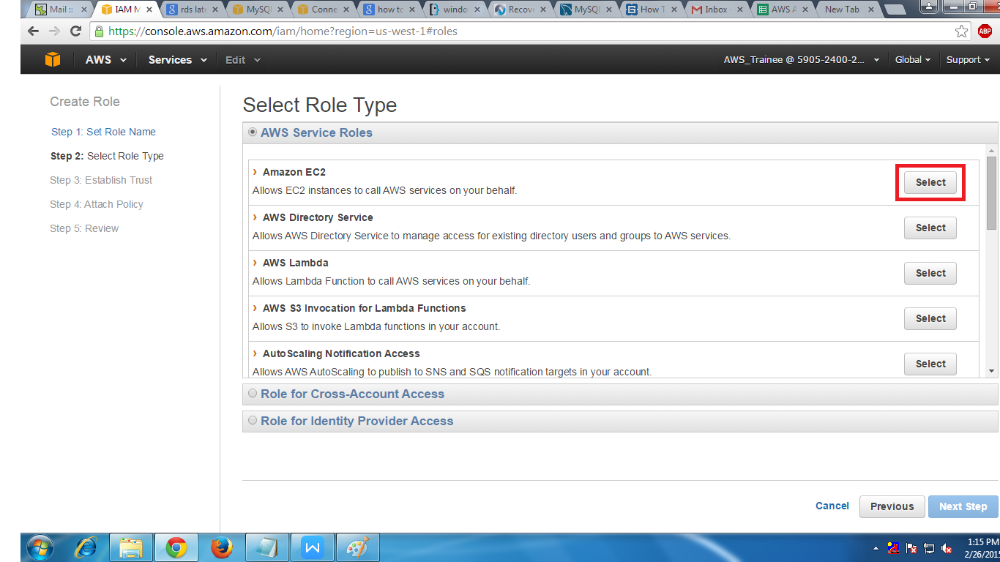 Mail ::
IAM M
rds late
MySQL
Conne
how to
windo
Recove
MySQL
How T
Inbox -
AWS A
New Tab
https://console.aws.amazon.com/iam/home?region=us-west-1#roles
ABP
AWS
Services
Edit
AWS_Trainee @ 5905-2400-2...
Global
Support
Create Role
Step 1: Set Role Name
Step 2: Select Role Type
Step 3: Establish Trust
Step 4: Attach Policy
Step 5: Review
Select Role Type
AWS Service Roles
Amazon EC2
Allows EC2 instances to call AWS services on your behalf.
Select
AWS Directory Service
Allows AWS Directory Service to manage access for existing directory users and groups to AWS services.
Select
AWS Lambda
Allows Lambda Function to call AWS services on your behalf.
Select
AWS S3 Invocation for Lambda Functions
Allows S3 to invoke Lambda functions in your account.
Select
AutoScaling Notification Access
Allows AWS AutoScaling to publish to SNS and SQS notification targets in your account.
Select
Role for Cross-Account Access
Role for Identity Provider Access
Cancel
Previous
Next Step
1:15 PM
2/26/2015